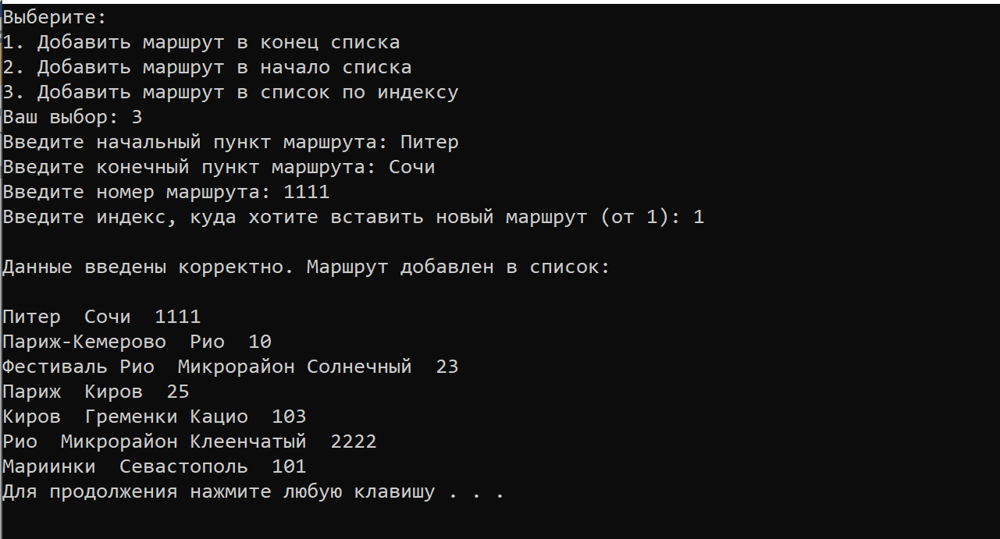 Выберите:
1. Добавить маршрут в конец списка
2. Добавить маршрут в начало списка
3. Добавить маршрут в список по индексу
Ваш выбор: 3
Введите начальный пункт маршрута: Питер
Введите конечный пункт маршрута: Сочи
Введите номер маршрута: 1111
Введите индекс, куда хотите вставить новый маршрут (от 1): 1
Данные введены корректно. Маршрут добавлен в список:
Питер  Сочи  1111
Париж-Кемерово  Рио  10
Фестиваль Рио  Микрорайон Солнечный  23
Париж  Киров  25
Киров  Гременки Кацио  103
Рио  Микрорайон Клеенчатый  2222
Мариинки  Севастополь  101
Для продолжения нажмите любую клавишу . . .